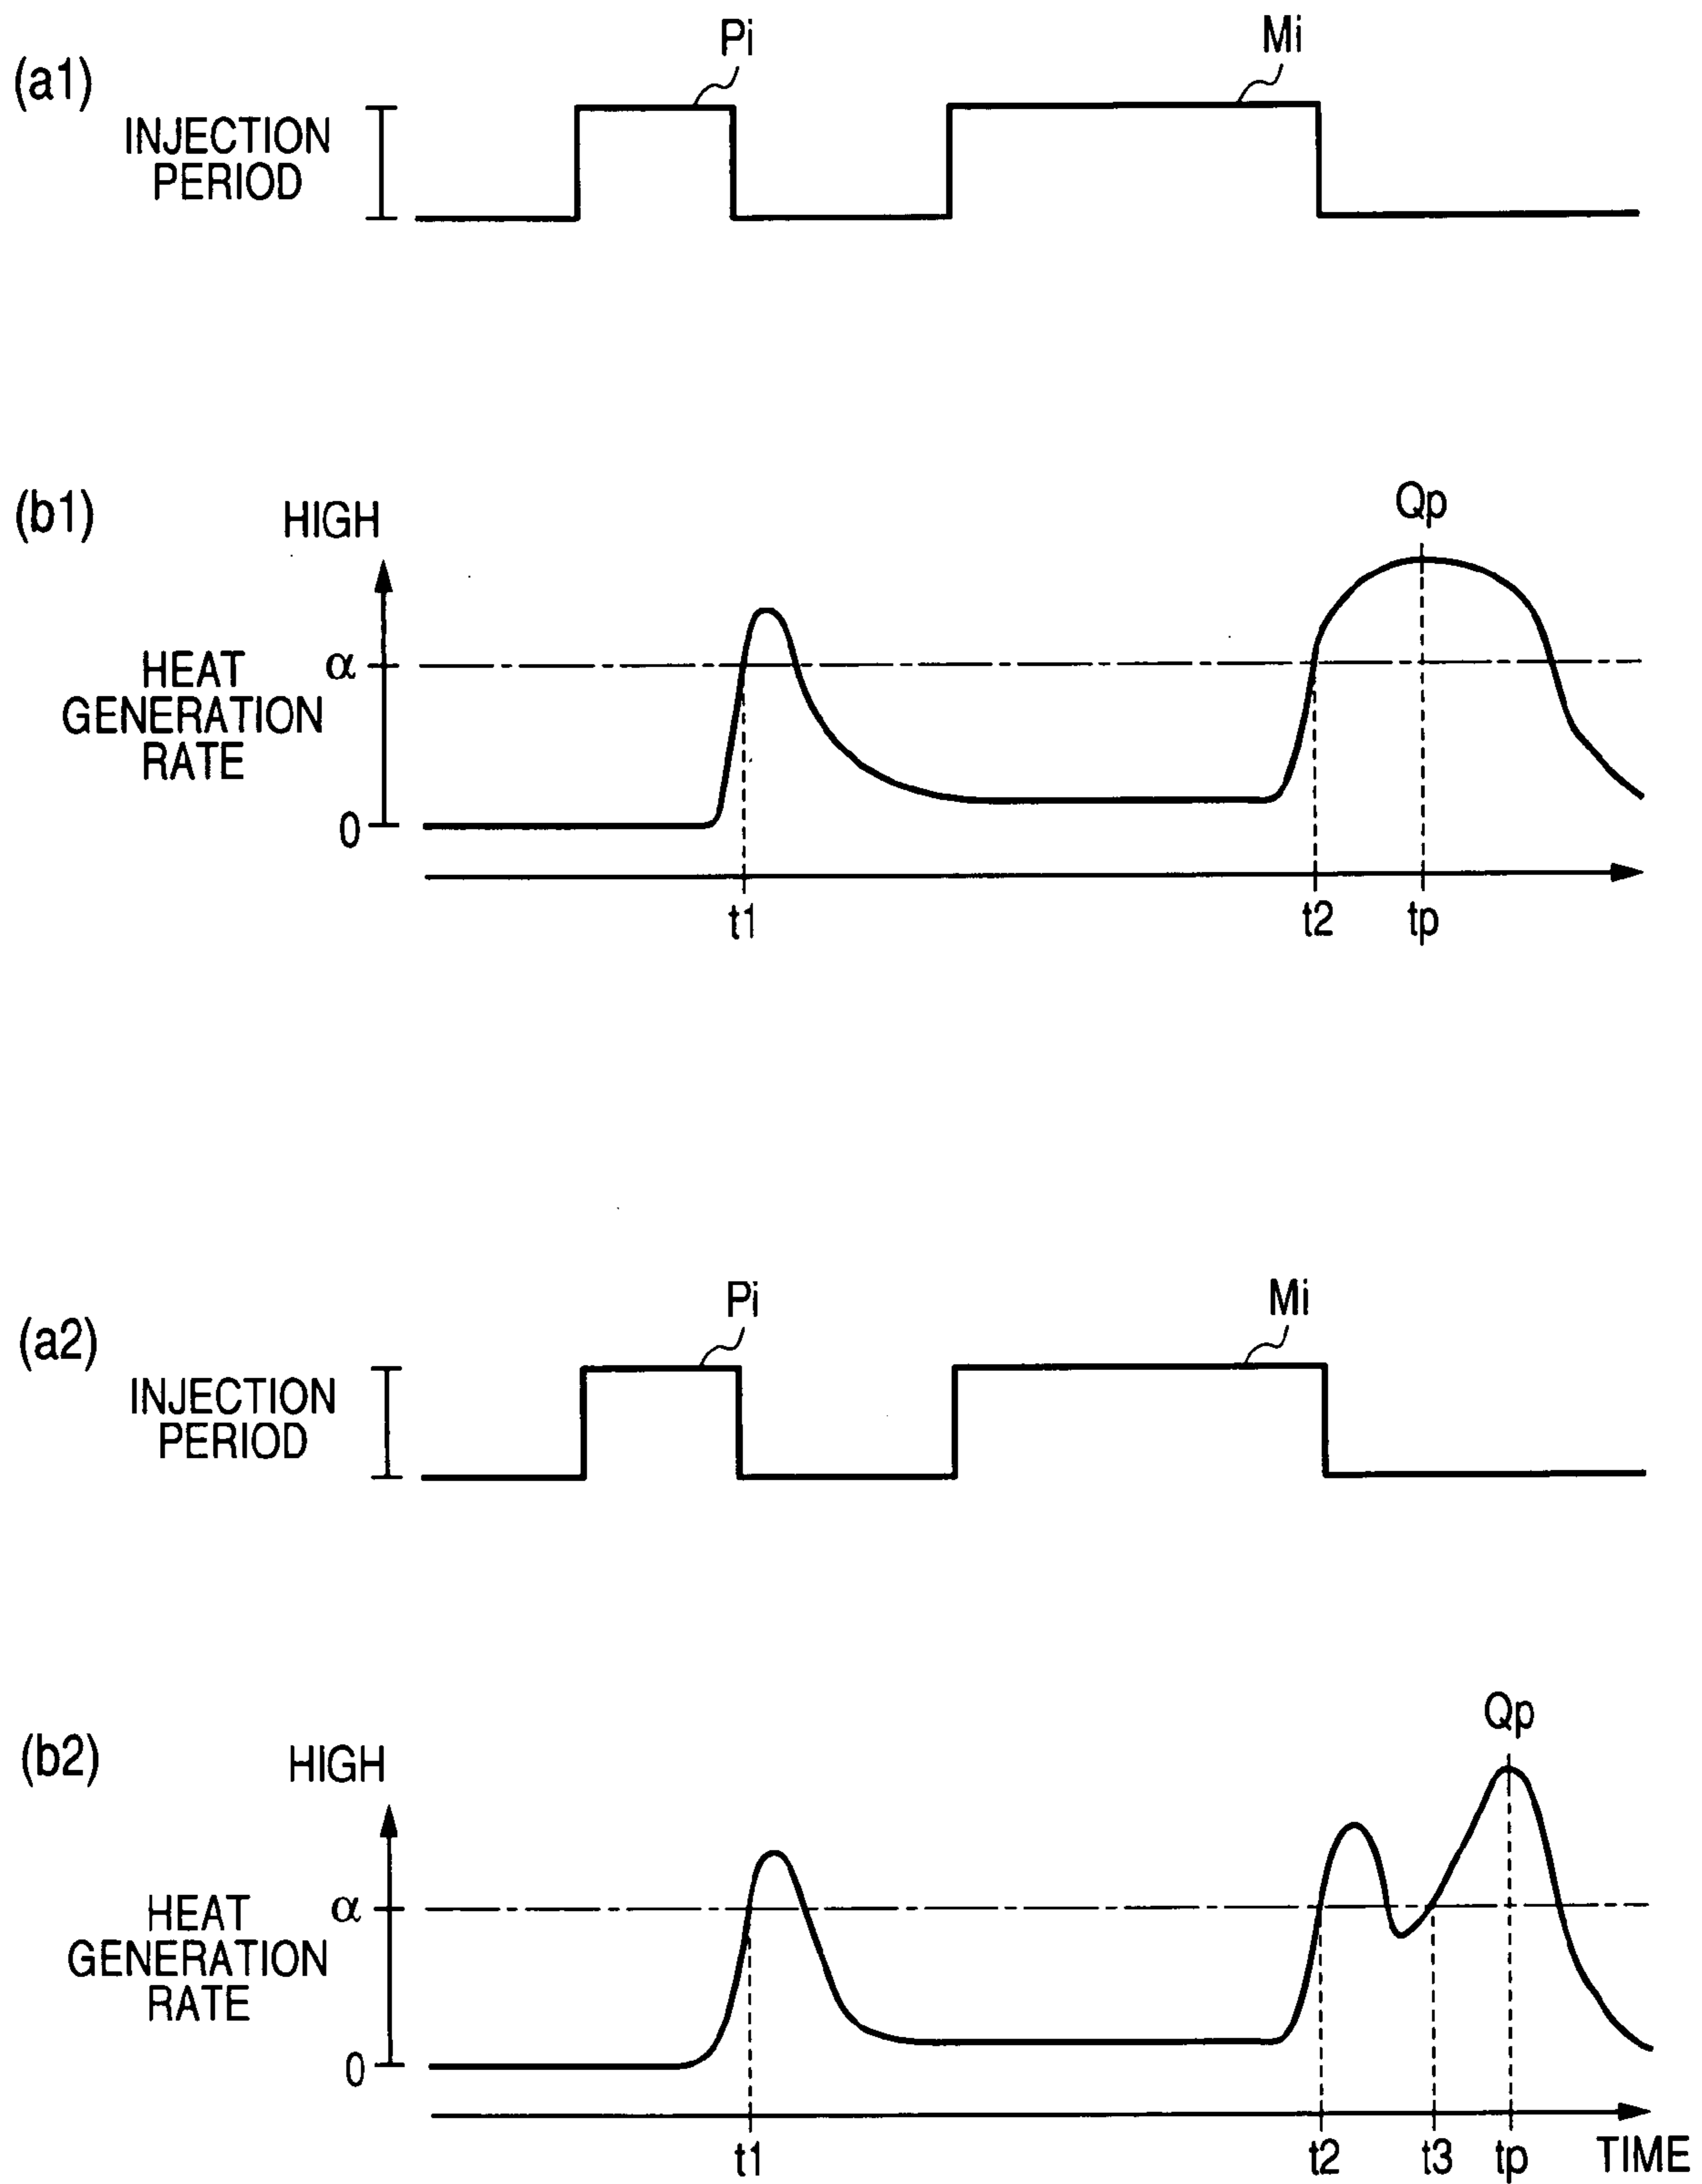 (a1)
Pi
Mi
INJECTION
PERIOD
(b1)
HIGH
Qp
α
HEAT
GENERATION
RATE
0
t1
t2
tp
(a2)
Pi
Mi
INJECTION
PERIOD
(b2)
HIGH
Qp
α
HEAT
GENERATION
RATE
0
t1
t2
t3
tp
TIME